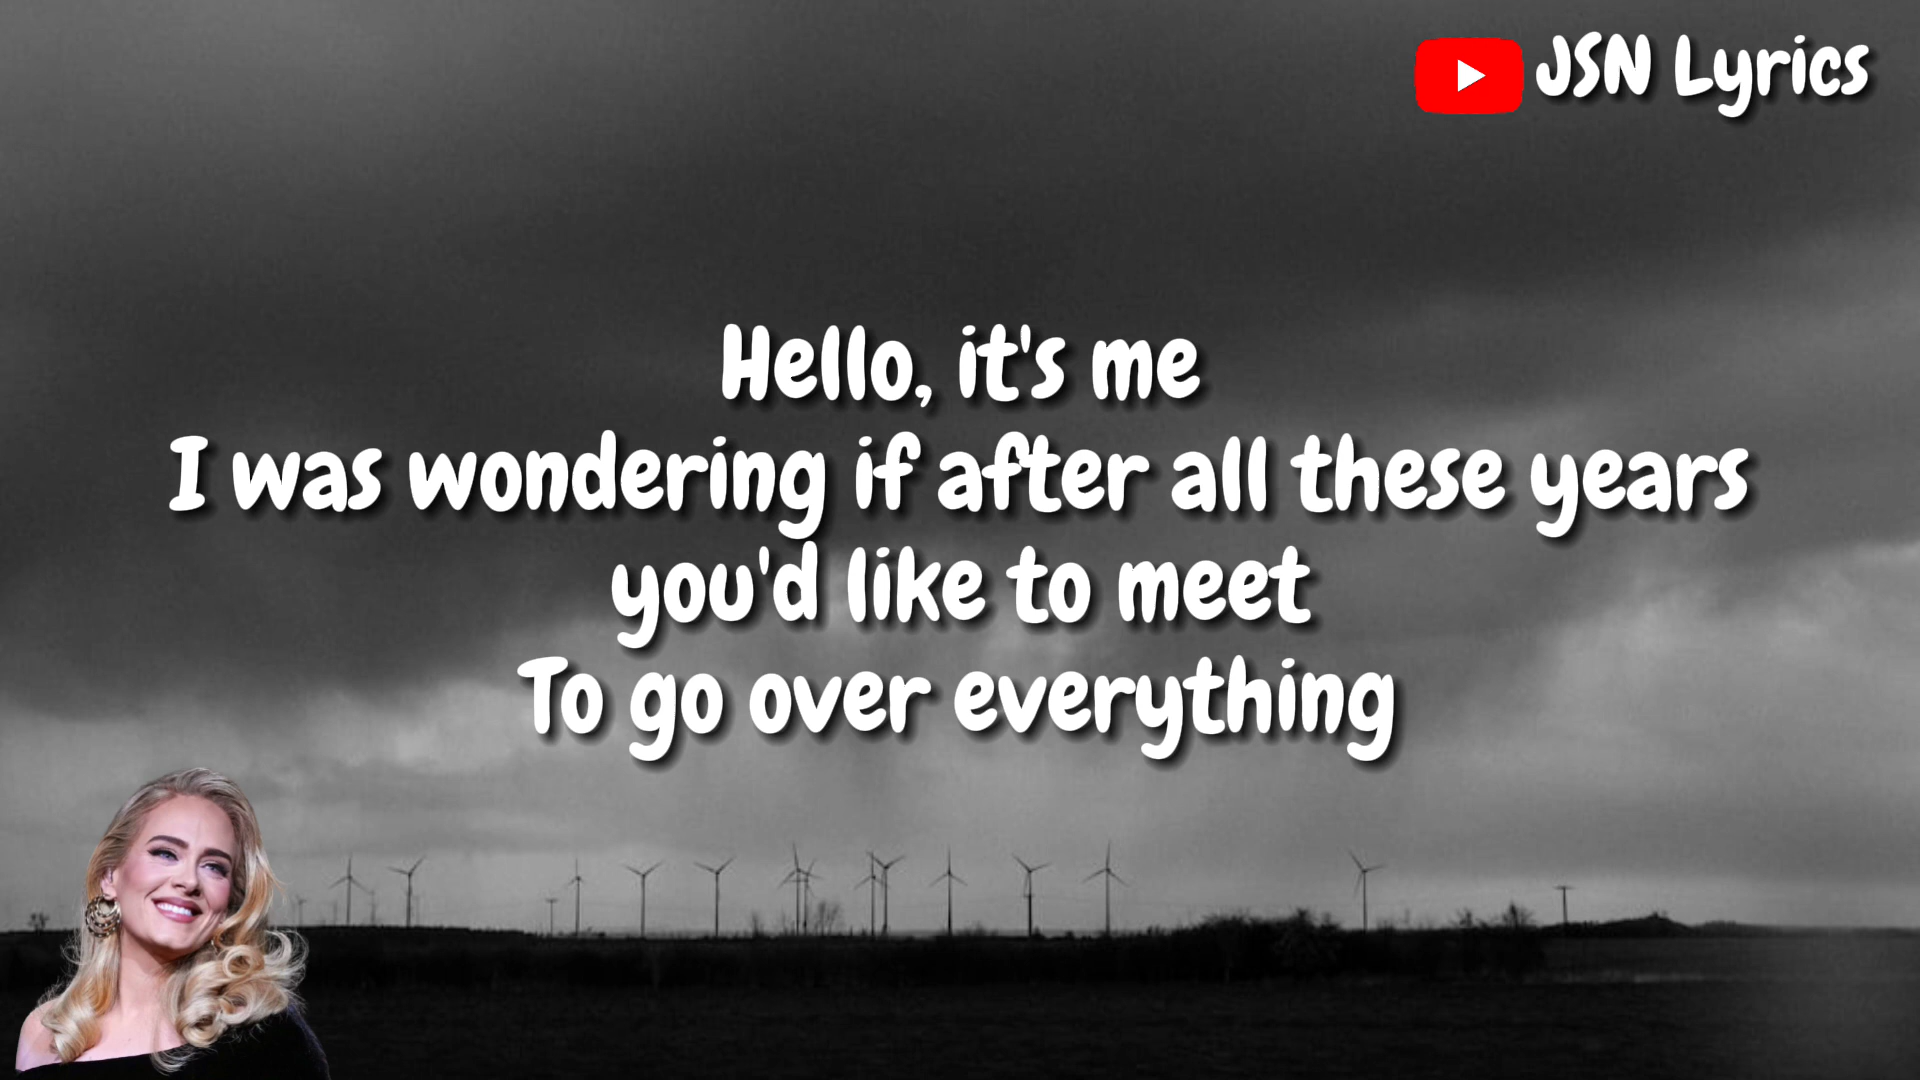 JSN Lyrics
Hello, it's me
I was wondering if after all these years
you'd like to meet
To go over everything